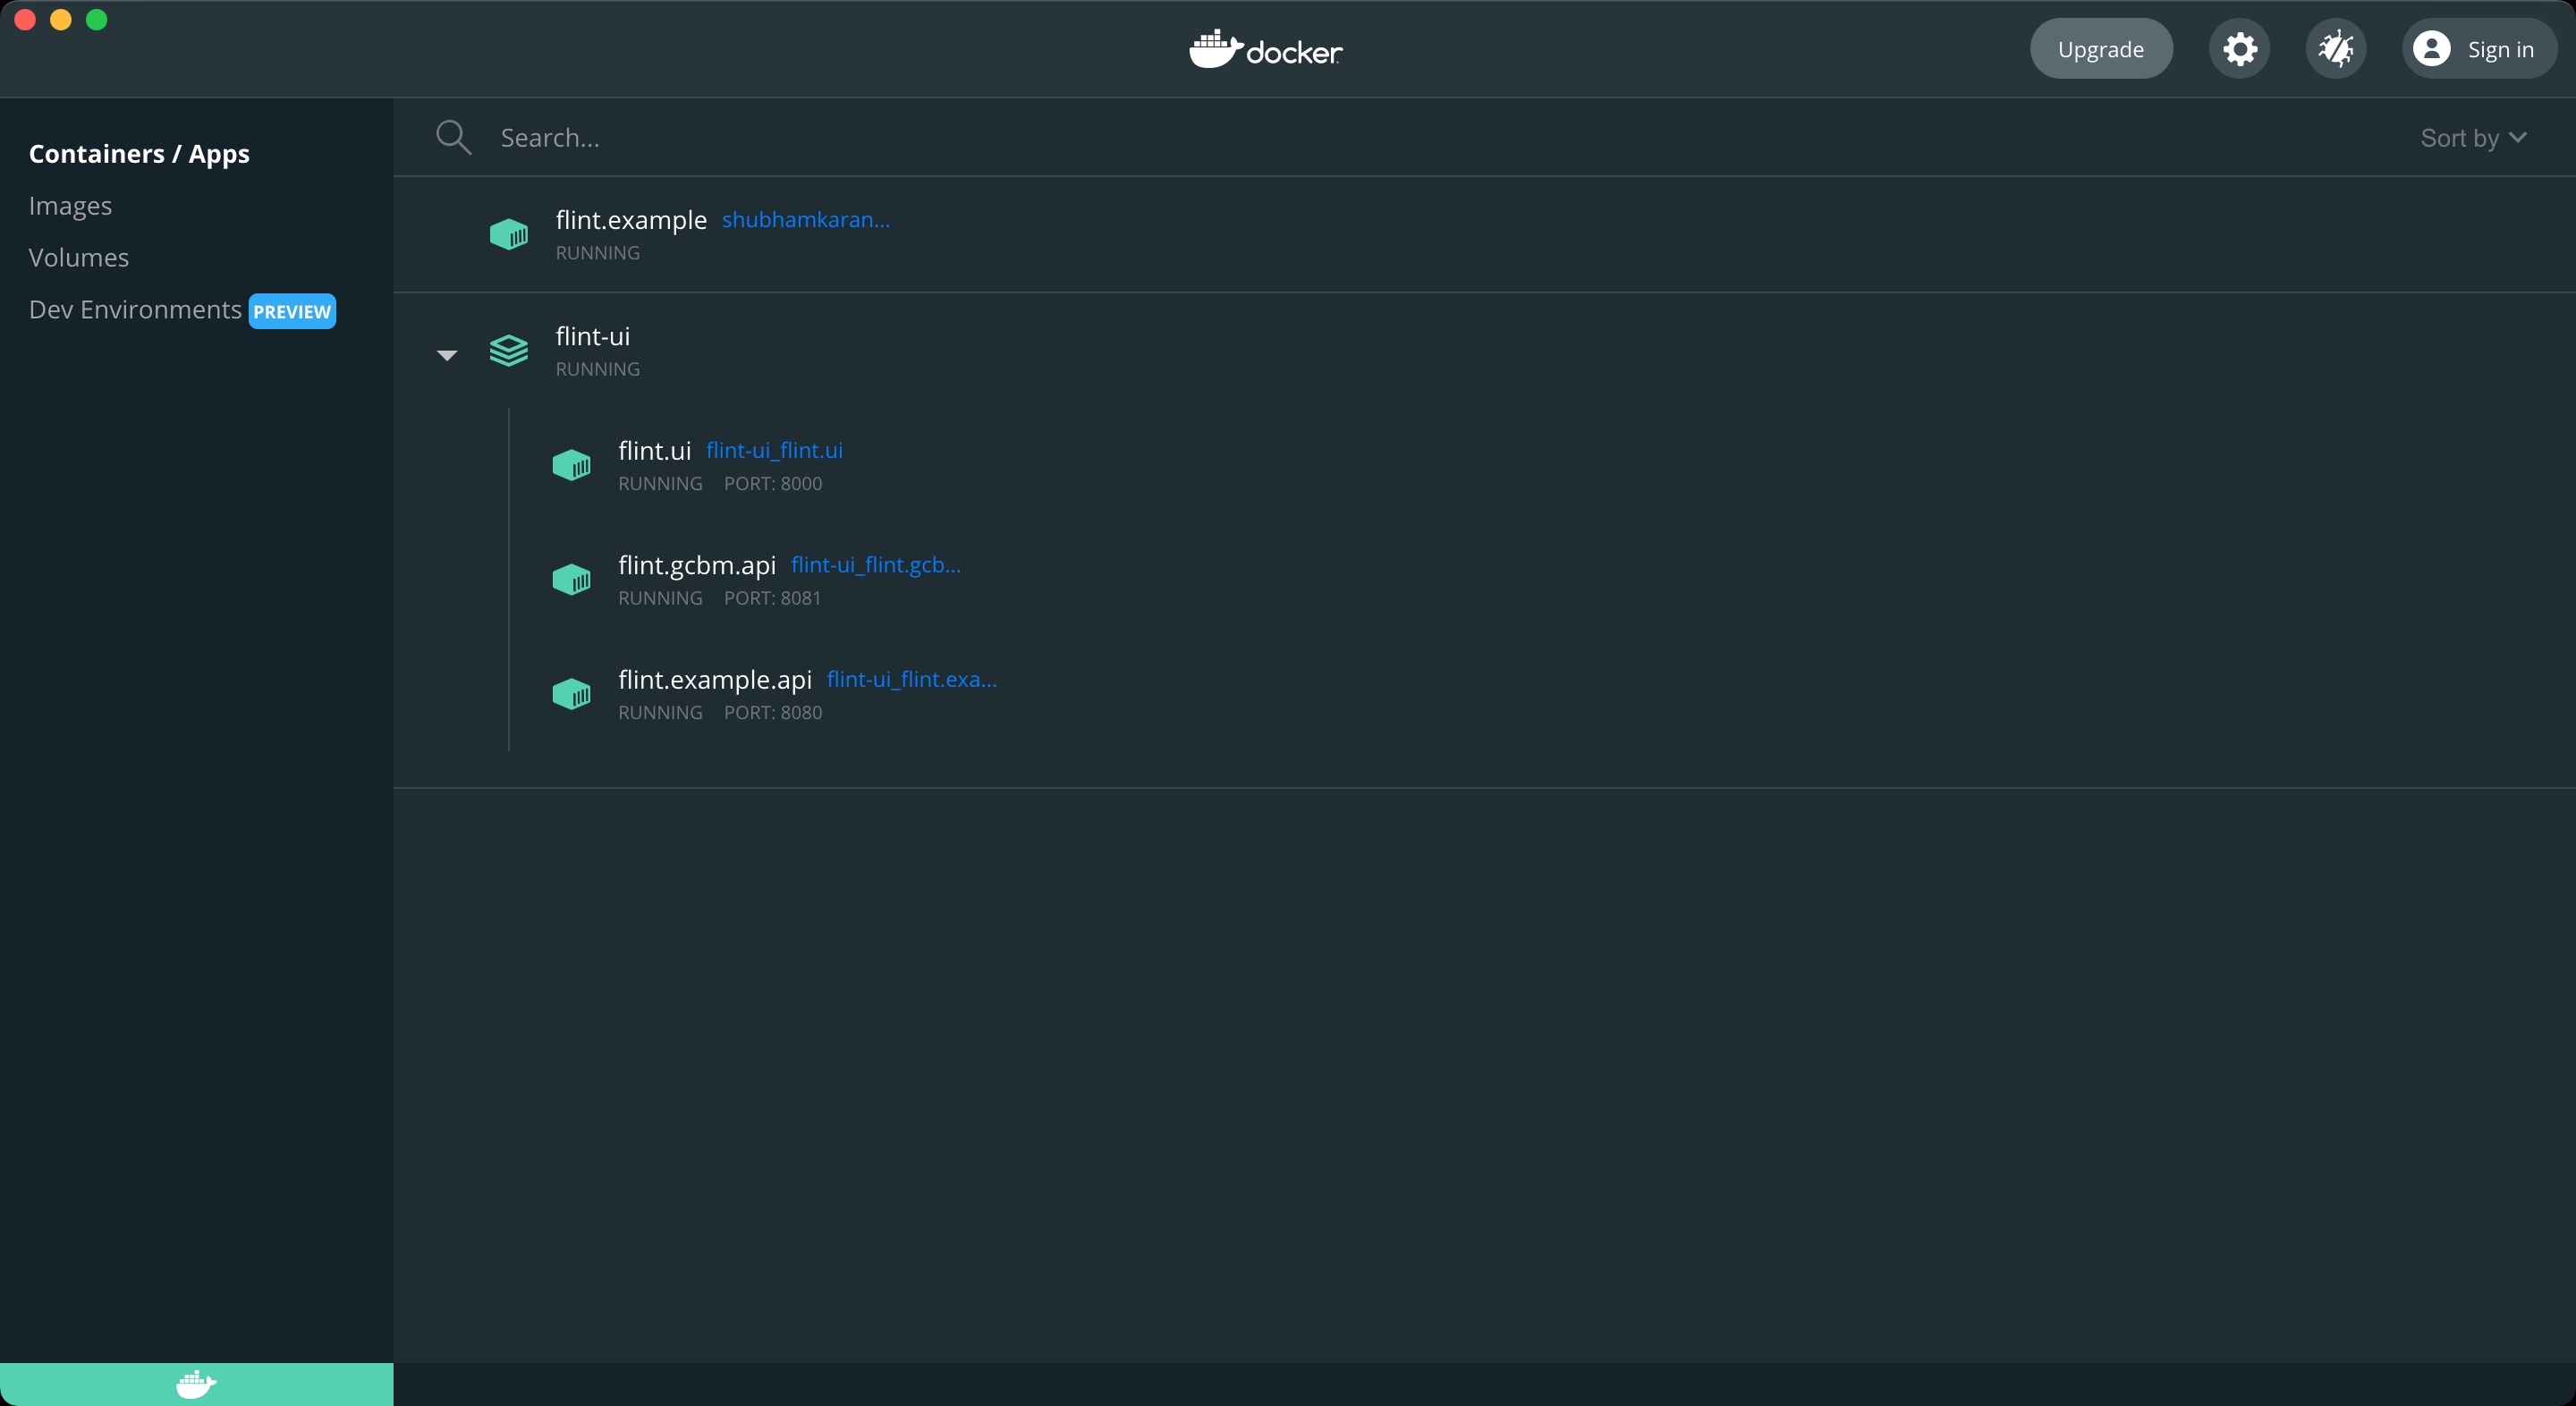 docker
Upgrade
Sign in
Containers / Apps
Images
Volumes
Dev Environments PREVIEW
Search...
Sort by
flint.example shubhamkaran...
RUNNING
flint-ui
RUNNING
flint.ui flint-ui_flint.ui
RUNNING PORT: 8000
flint.gcbm.api flint-ui_flint.gcb...
RUNNING PORT: 8081
flint.example.api flint-ui_flint.exa...
RUNNING PORT: 8080